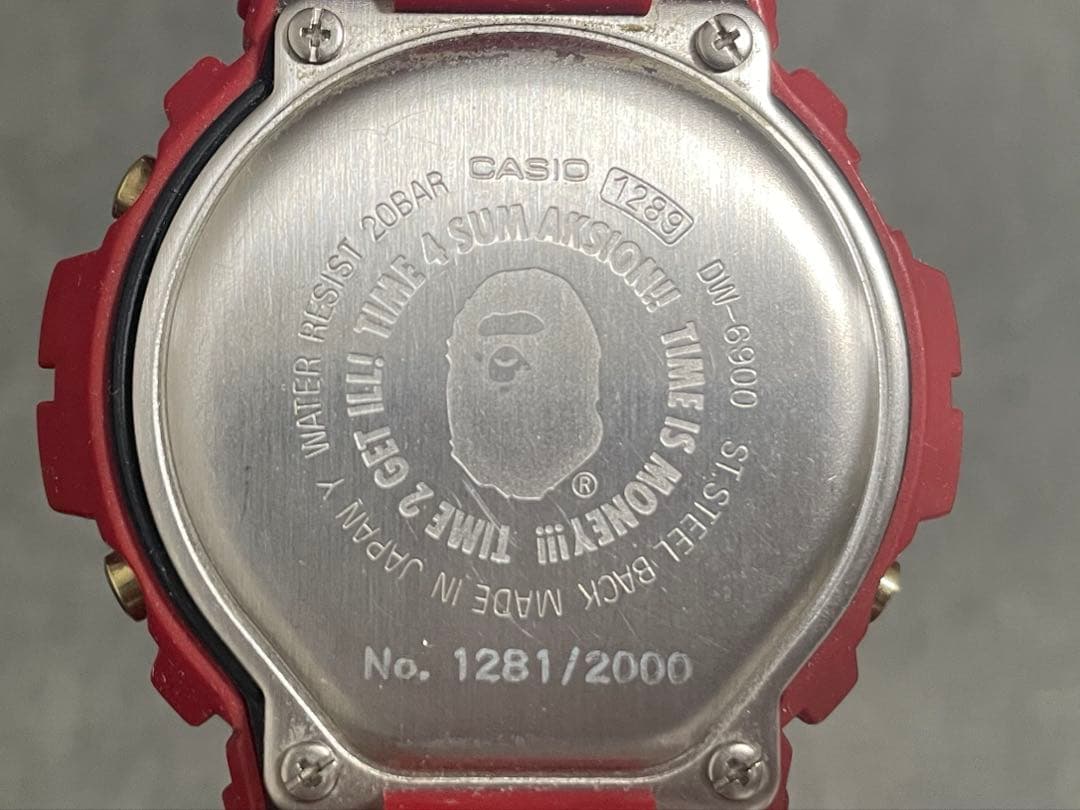 CASIO 1289 DW-6900 ST.STEEL BACK MADE IN JAPAN Y WATER RESIST 20BAR
TIME 4 SUM AKSION!! TIME IS MONEY!!! TIME 2 GET ILL!
®
No. 1281/2000